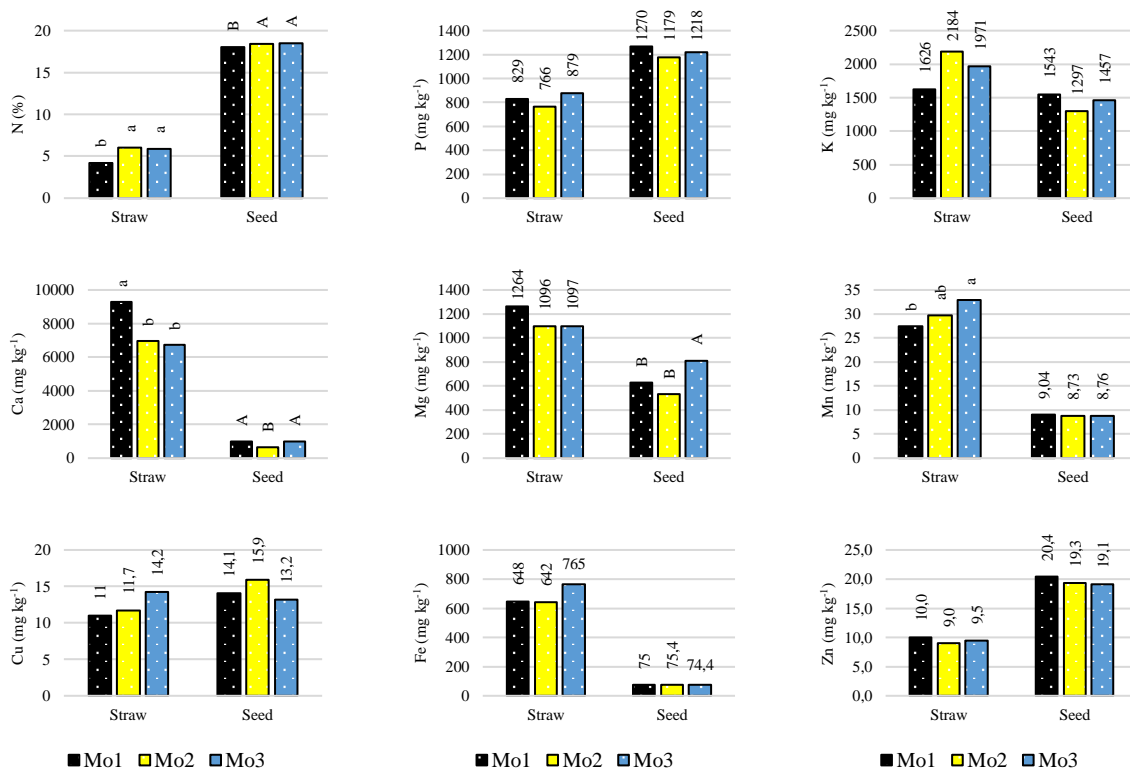 N (%)
20
15
10
5
0
b
a
a
B
A
A
Straw
Seed
P (mg kg-1)
1400
1200
1000
800
600
400
200
0
829
766
879
1270
1179
1218
Straw
Seed
K (mg kg-1)
2500
2000
1500
1000
500
0
1626
2184
1971
1543
1297
1457
Straw
Seed
Ca (mg kg-1)
10000
8000
6000
4000
2000
0
a
b
b
A
B
A
Straw
Seed
Mg (mg kg-1)
1400
1200
1000
800
600
400
200
0
1264
1096
1097
B
B
A
Straw
Seed
Mn (mg kg-1)
35
30
25
20
15
10
5
0
b
ab
a
9,04
8,73
8,76
Straw
Seed
Cu (mg kg-1)
20
15
10
5
0
11
11,7
14,2
14,1
15,9
13,2
Straw
Seed
Fe (mg kg-1)
1000
800
600
400
200
0
648
642
765
75
75,4
74,4
Straw
Seed
Zn (mg kg-1)
25,0
20,0
15,0
10,0
5,0
0,0
10,0
9,0
9,5
20,4
19,3
19,1
Straw
Seed
Mo1 Mo2 Mo3
Mo1 Mo2 Mo3
Mo1 Mo2 Mo3